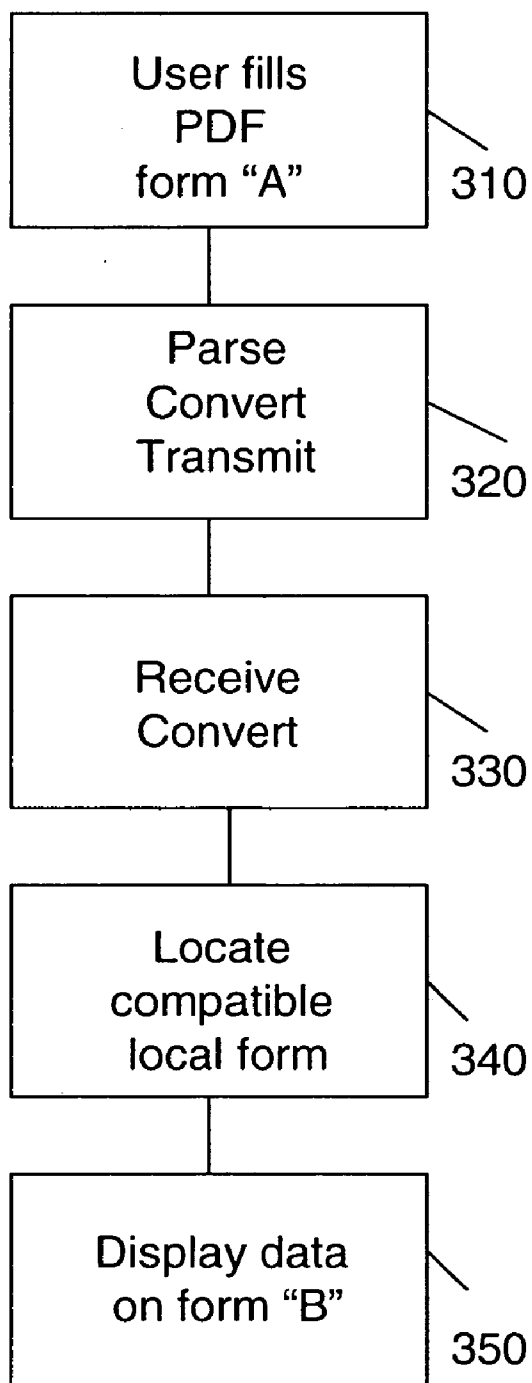 User fills
PDF
form “A”
310
Parse
Convert
Transmit
320
Receive
Convert
330
Locate
compatible
local form
340
Display data
on form “B”
350